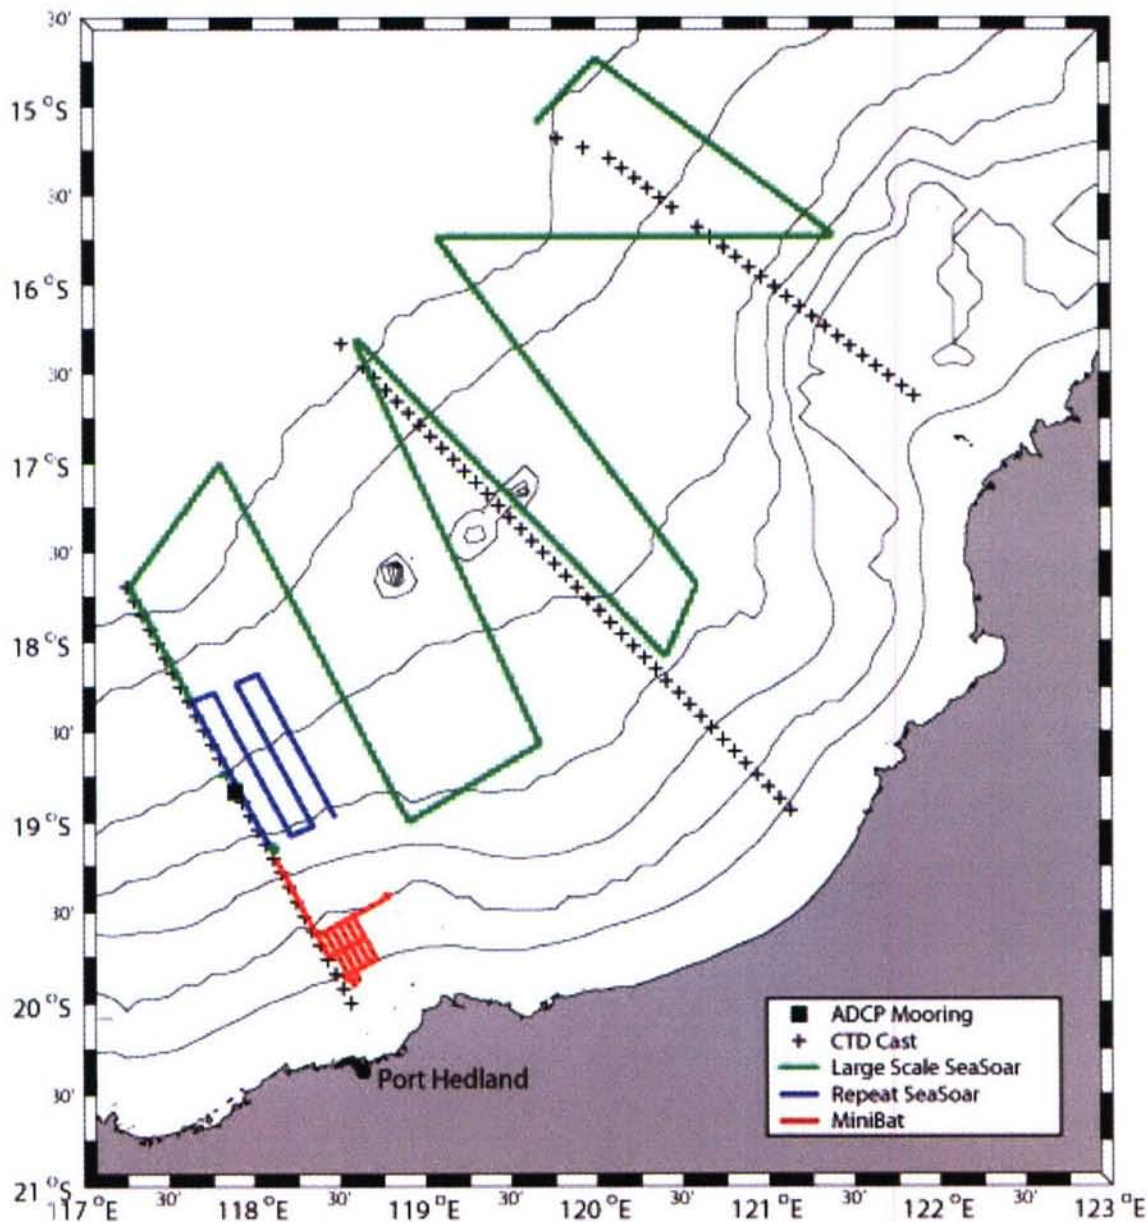 30'
15 °S
30'
16 °S
30'
17 °S
30'
18 °S
30'
19 °S
30'
20 °S
30'
21 °S
Port Hedland
ADCP Mooring
CTD Cast
Large Scale SeaSoar
Repeat SeaSoar
MiniBat
117 °E 30' 118 °E 30' 119 °E 30' 120 °E 30' 121 °E 30' 122 °E 30' 123 °E